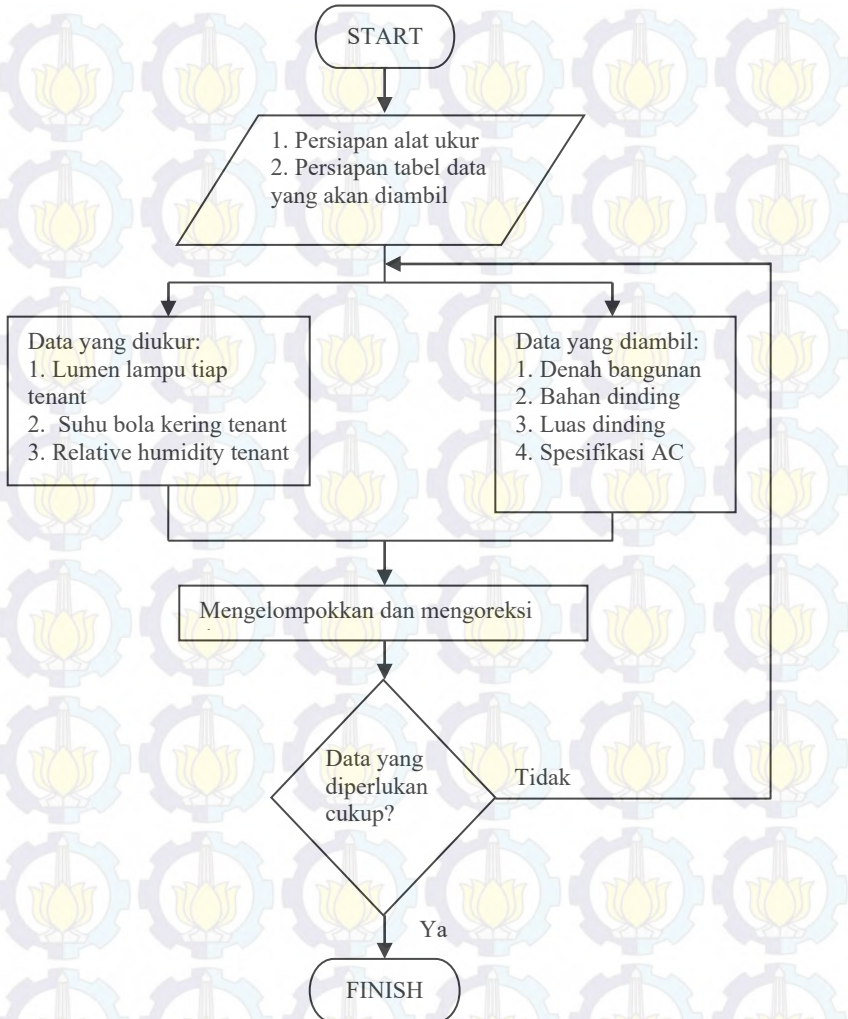 START
1. Persiapan alat ukur
2. Persiapan tabel data
yang akan diambil
Data yang diukur:
1. Lumen lampu tiap
tenant
2. Suhu bola kering tenant
3. Relative humidity tenant
Data yang diambil:
1. Denah bangunan
2. Bahan dinding
3. Luas dinding
4. Spesifikasi AC
Mengelompokkan dan mengoreksi
Data yang
diperlukan
cukup?
Tidak
Ya
FINISH